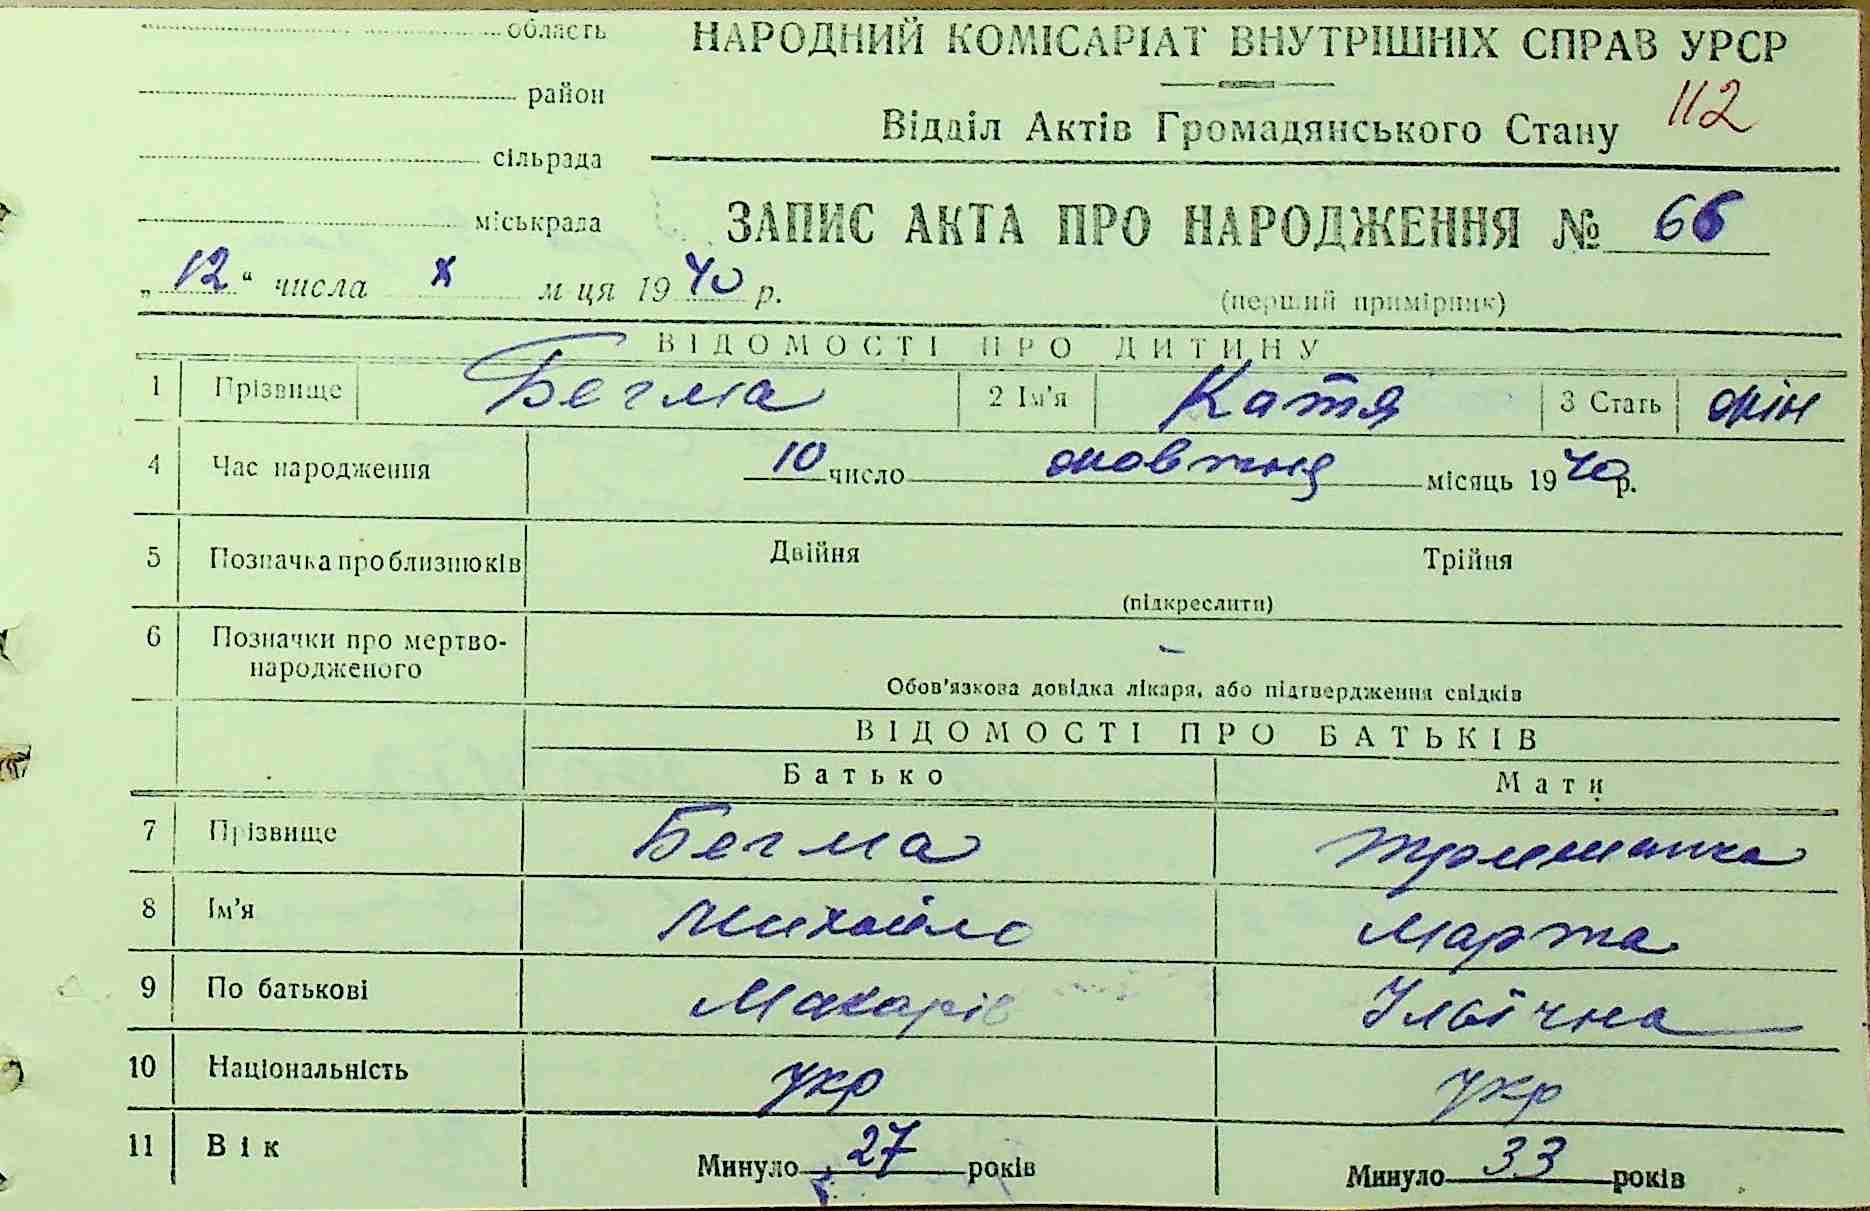 область
НАРОДНИЙ КОМІСАРІАТ ВНУТРІШНІХ СПРАВ УРСР
район
112
Відділ Актів Громадянського Стану
сільрада
міськрада
ЗАПИС АКТА ПРО НАРОДЖЕННЯ № 66
„12“ числа X м-ця 1940 р.
(перший примірник)
ВІДОМОСТІ ПРО ДИТИНУ
1 Прізвище Бегма 2 Ім'я Катя 3 Стать жін
4 Час народження 10 число жовтня місяць 1940 р.
5 Позначка про близнюків Двійня Трійня
(підкреслити)
6 Позначки про мертво-
народженого -
Обов'язкова довідка лікаря, або підтвердження свідків
ВІДОМОСТІ ПРО БАТЬКІВ
Батько Мати
7 Прізвище Бегма
8 Ім'я Михайло Марта
9 По батькові Макарів Ільїчна
10 Національність укр укр
11 Вік Минуло 27 років Минуло 33 років